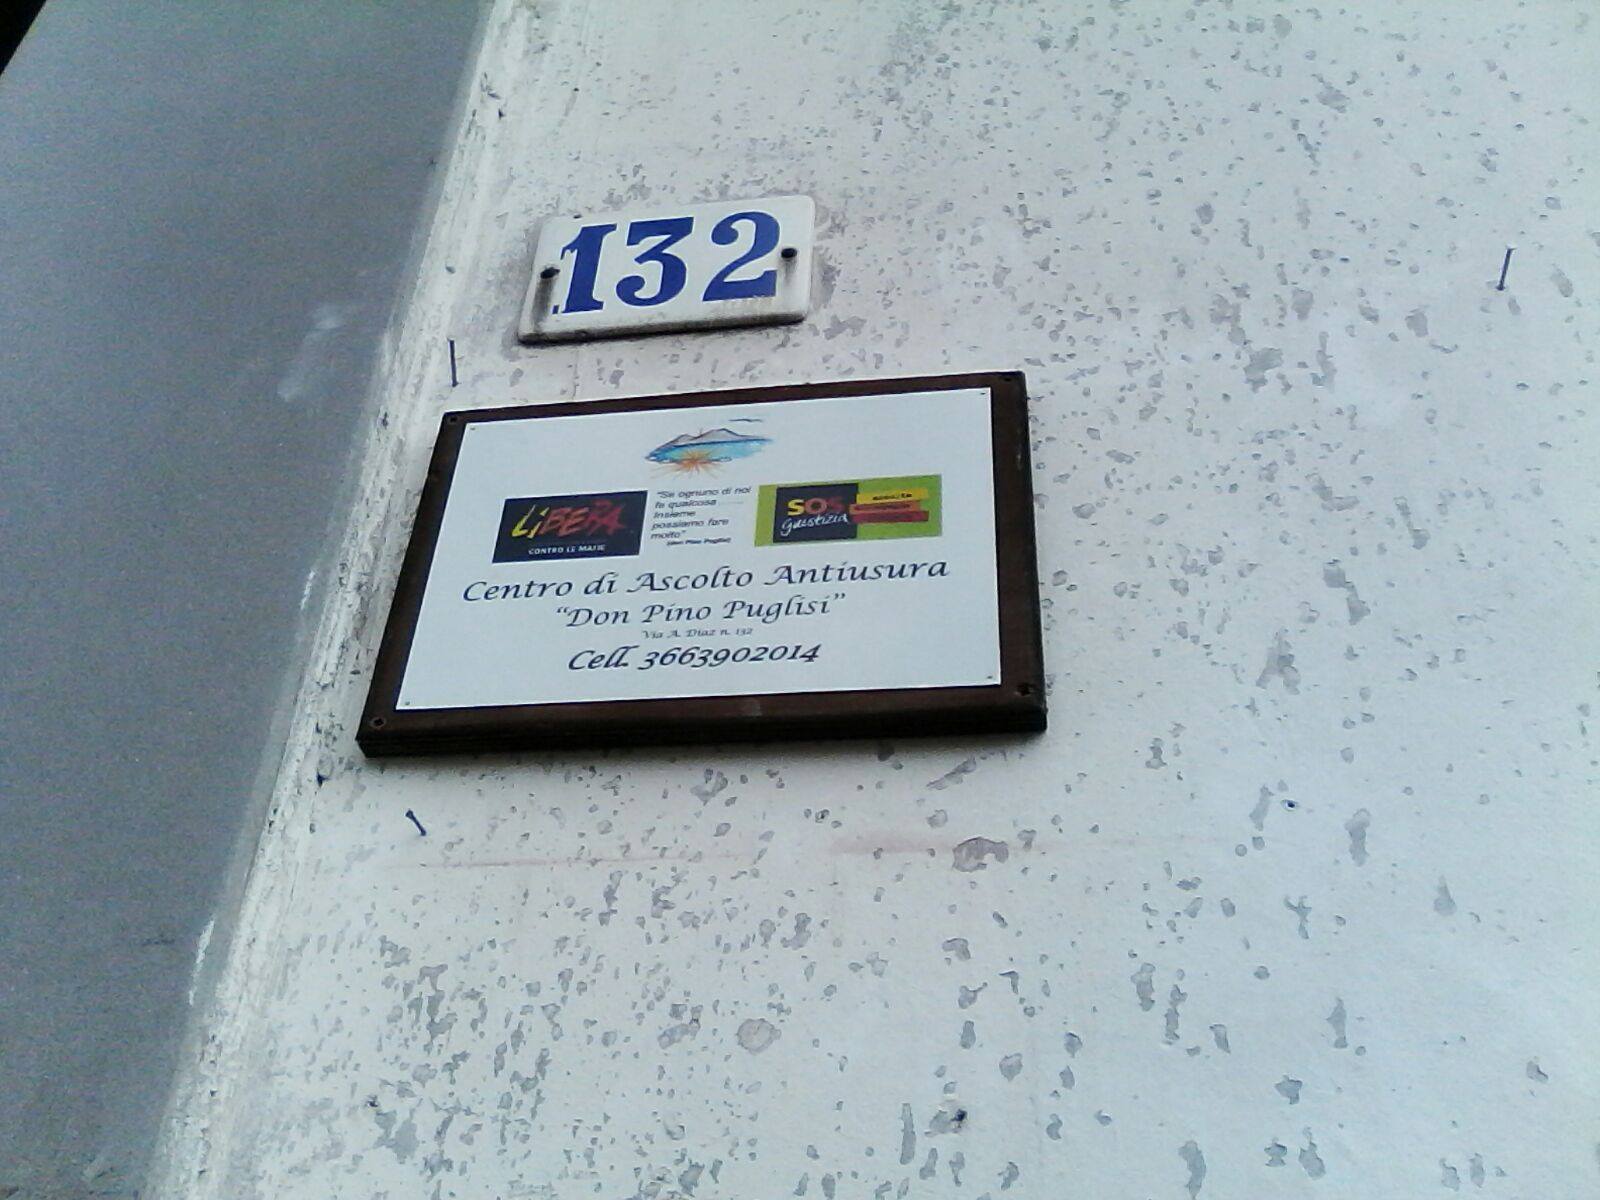 132
LIBERA
CONTRO LE MAFIE
"Se ognuno di noi
fa qualcosa
insieme
possiamo fare
molto"
(don Pino Puglisi)
SOS
giustizia
Centro di Ascolto Antiusura
"Don Pino Puglisi"
Via A. Diaz n. 132
Cell. 3663902014